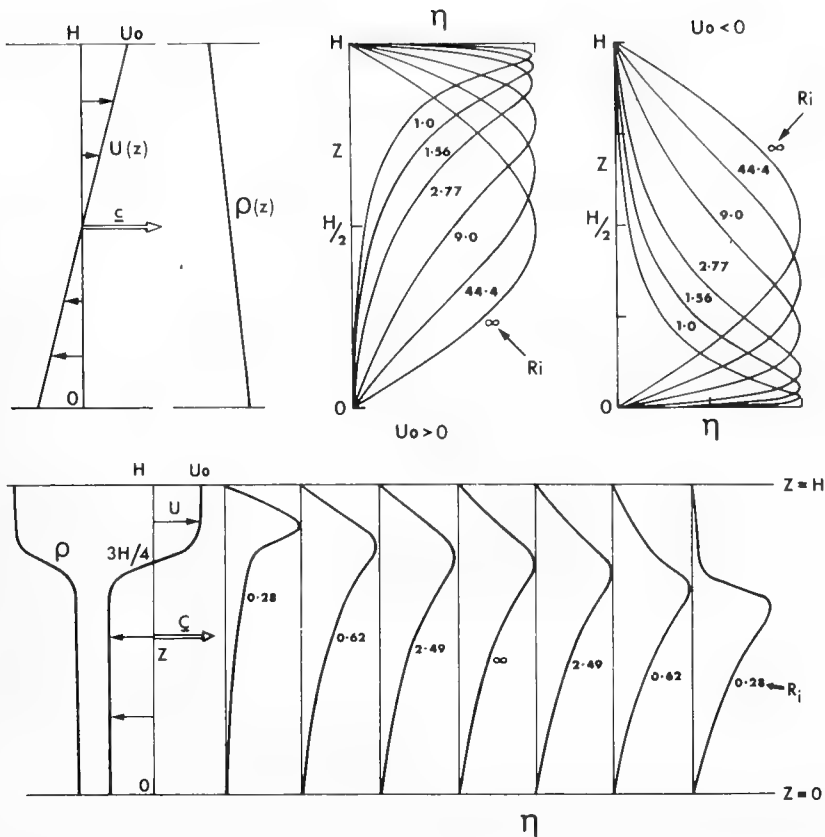 H Uo
U(z)
c
ρ(z)
0
η
H
Z
H/2
0
1·0
1·56
2·77
9·0
44·4
∞
Ri
Uo > 0
Uo < 0
H
Z
H/2
0
Ri
∞
44·4
9·0
2·77
1·56
1·0
η
H Uo
U
ρ
3H/4
C
Z
0
0·28
0·62
2·49
∞
2·49
0·62
0·28 Ri
Z = H
Z = 0
η